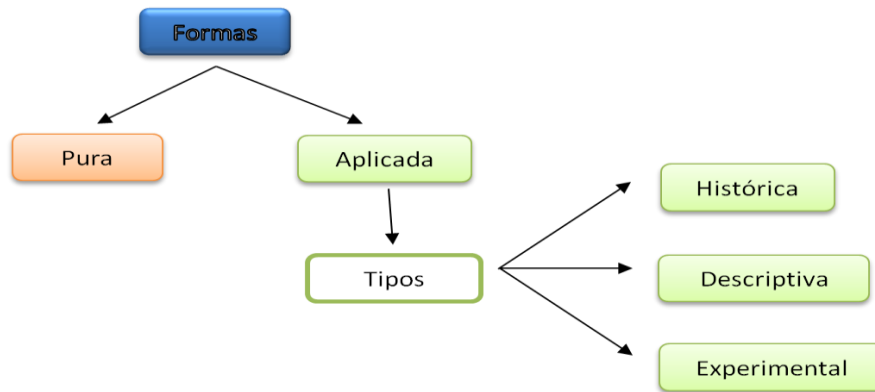 Formas
Pura
Aplicada
Tipos
Histórica
Descriptiva
Experimental